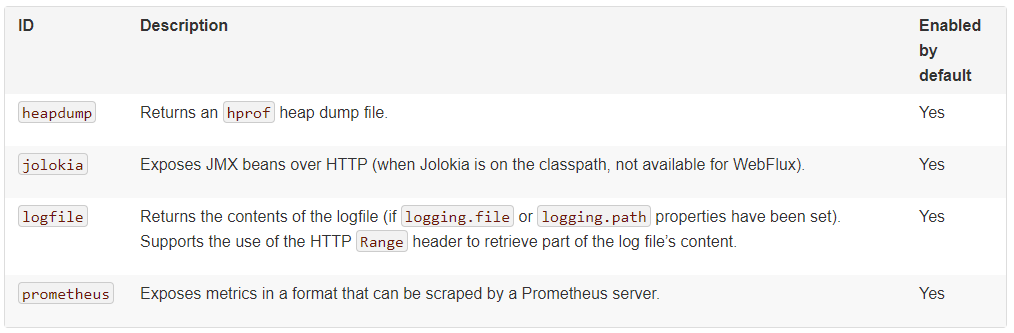 ID Description Enabled
by
default
heapdump Returns an hprof heap dump file. Yes
jolokia Exposes JMX beans over HTTP (when Jolokia is on the classpath, not available for WebFlux). Yes
logfile Returns the contents of the logfile (if logging.file or logging.path properties have been set). Yes
Supports the use of the HTTP Range header to retrieve part of the log file’s content.
prometheus Exposes metrics in a format that can be scraped by a Prometheus server. Yes